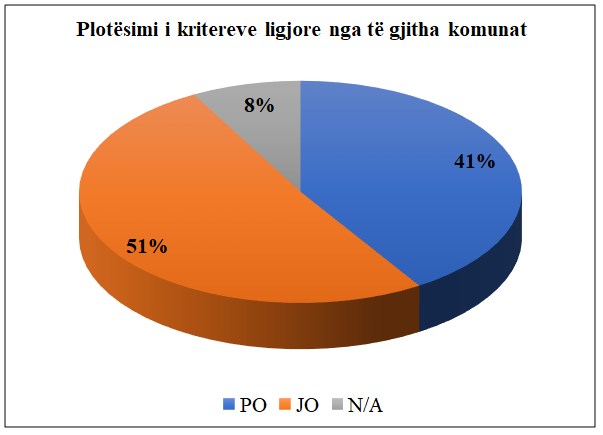 Plotësimi i kritereve ligjore nga të gjitha komunat
8%
41%
51%
PO JO N/A